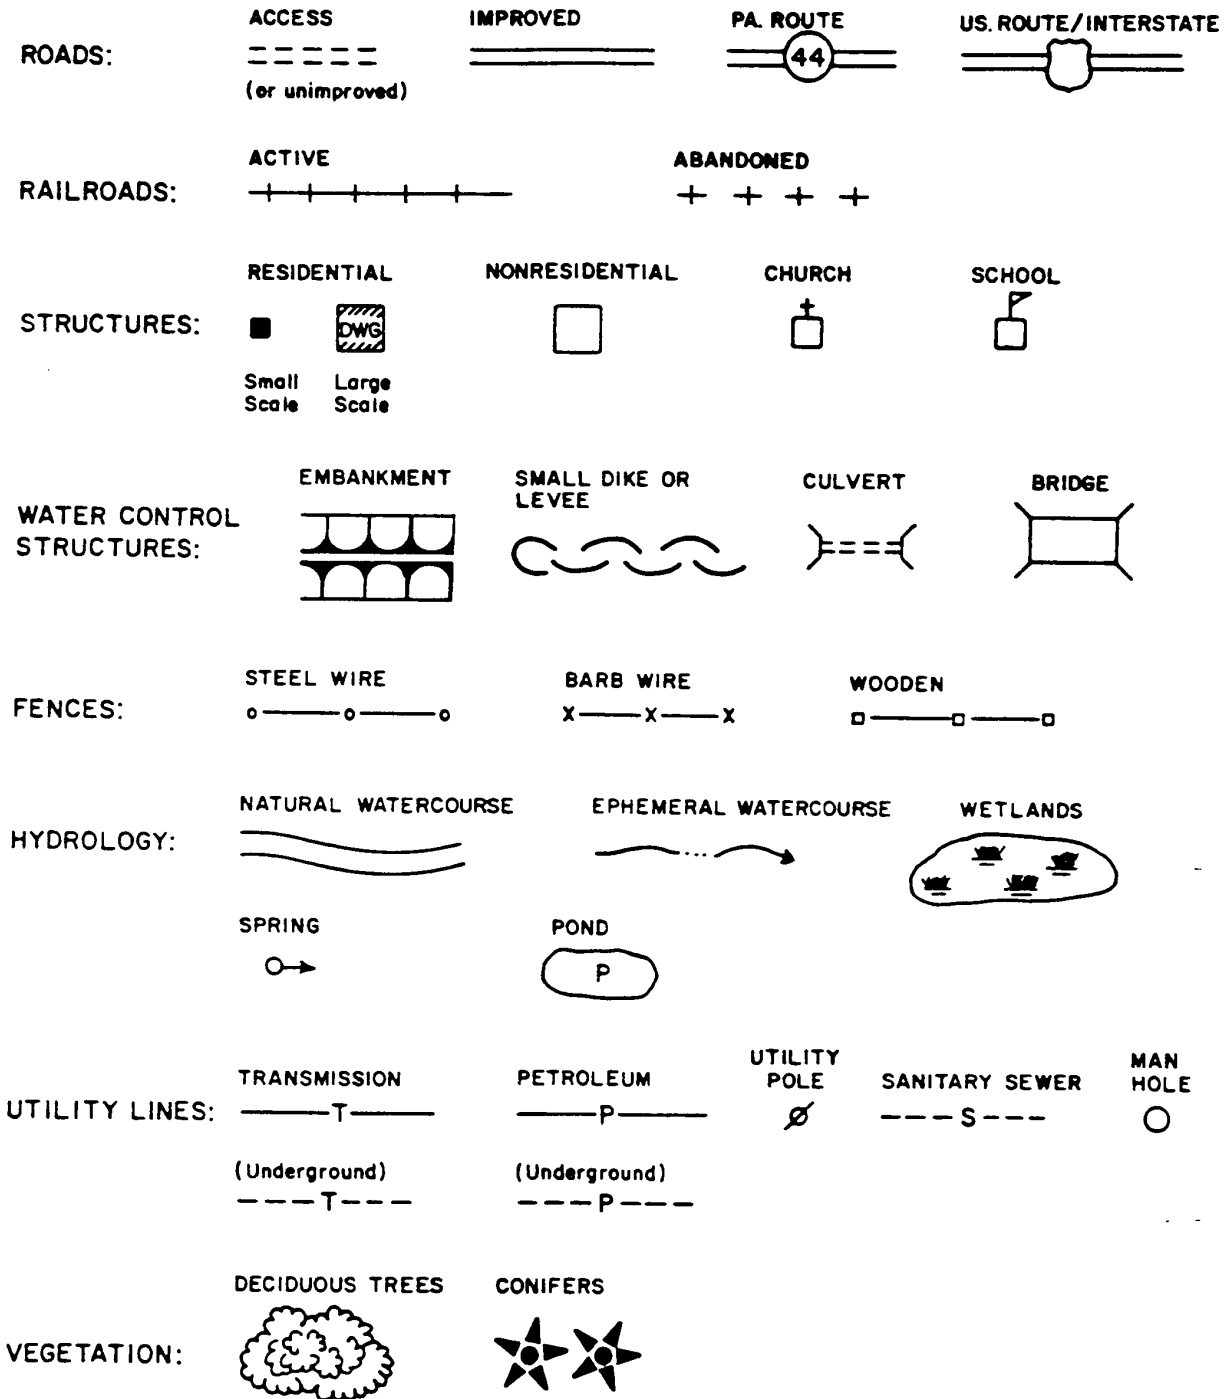 ACCESS IMPROVED PA. ROUTE US. ROUTE/INTERSTATE
ROADS: 44
(or unimproved)
ACTIVE ABANDONED
RAILROADS:
RESIDENTIAL NONRESIDENTIAL CHURCH SCHOOL
STRUCTURES: DWG
Small Large
Scale Scale
EMBANKMENT SMALL DIKE OR CULVERT BRIDGE
LEVEE
WATER CONTROL
STRUCTURES:
STEEL WIRE BARB WIRE WOODEN
FENCES: X X X
NATURAL WATERCOURSE EPHEMERAL WATERCOURSE WETLANDS
HYDROLOGY:
SPRING POND
P
UTILITY MAN
TRANSMISSION PETROLEUM POLE SANITARY SEWER HOLE
UTILITY LINES: T P S
(Underground) (Underground)
T P
DECIDUOUS TREES CONIFERS
VEGETATION: